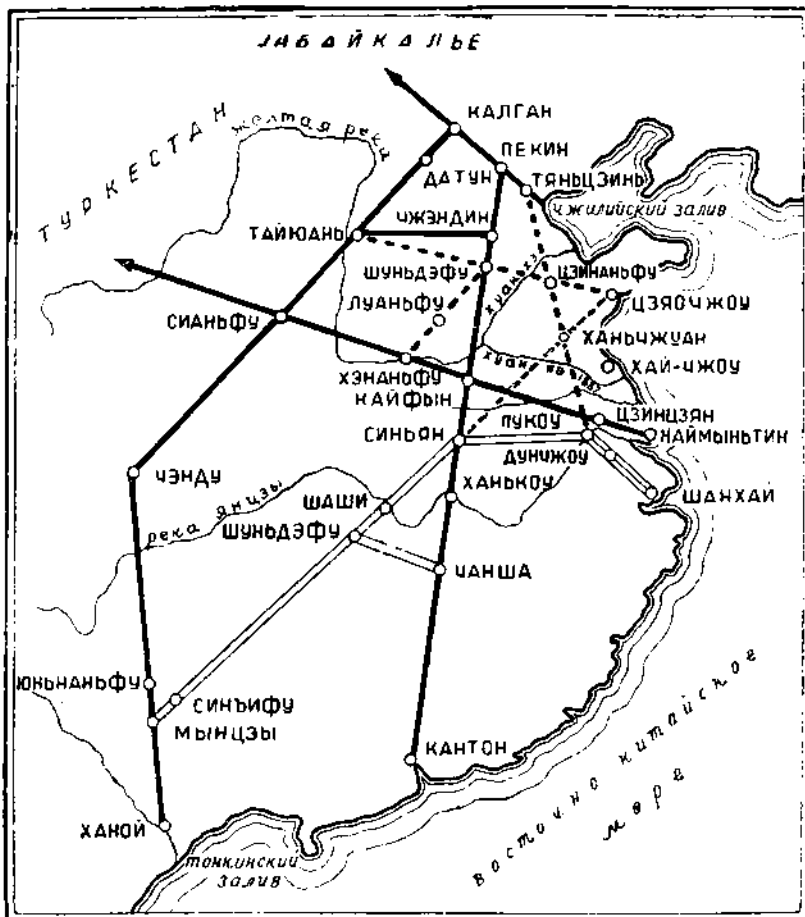 ЗАБАЙКАЛЬЕ
ТУРКЕСТАН
желтая река
КАЛГАН
ПЕКИН
ДАТУН
ТЯНЬЦЗИНЬ
ЧЖИЛИЙСКИЙ ЗАЛИВ
ТАЙЮАНЬ
ЧЖЭНДИН
ШУНЬДЭФУ
ХУАНХЭ
ЦЗИНАНЬФУ
ЦЗЯОЧЖОУ
ЛУАНЬФУ
СИАНЬФУ
ХАНЬЧЖУАН
ХЭНАНЬФУ
ХУАНХЭ
ХАЙ-ЧЖОУ
КАЙФЫН
ЦЗИНЦЗЯН
ПУКОУ
НАЙМЫНЬТИН
СИНЬЯН
ДУНЧЖОУ
ЧЭНДУ
ХАНЬКОУ
ШАНХАЙ
ШАШИ
река янцзы
ШУНЬДЭФУ
ЧАНША
ЮНЬНАНЬФУ
СИНЪИФУ
МЫНЦЗЫ
КАНТОН
ХАНОЙ
ТОНКИНСКИЙ
ЗАЛИВ
восточно китайское
море